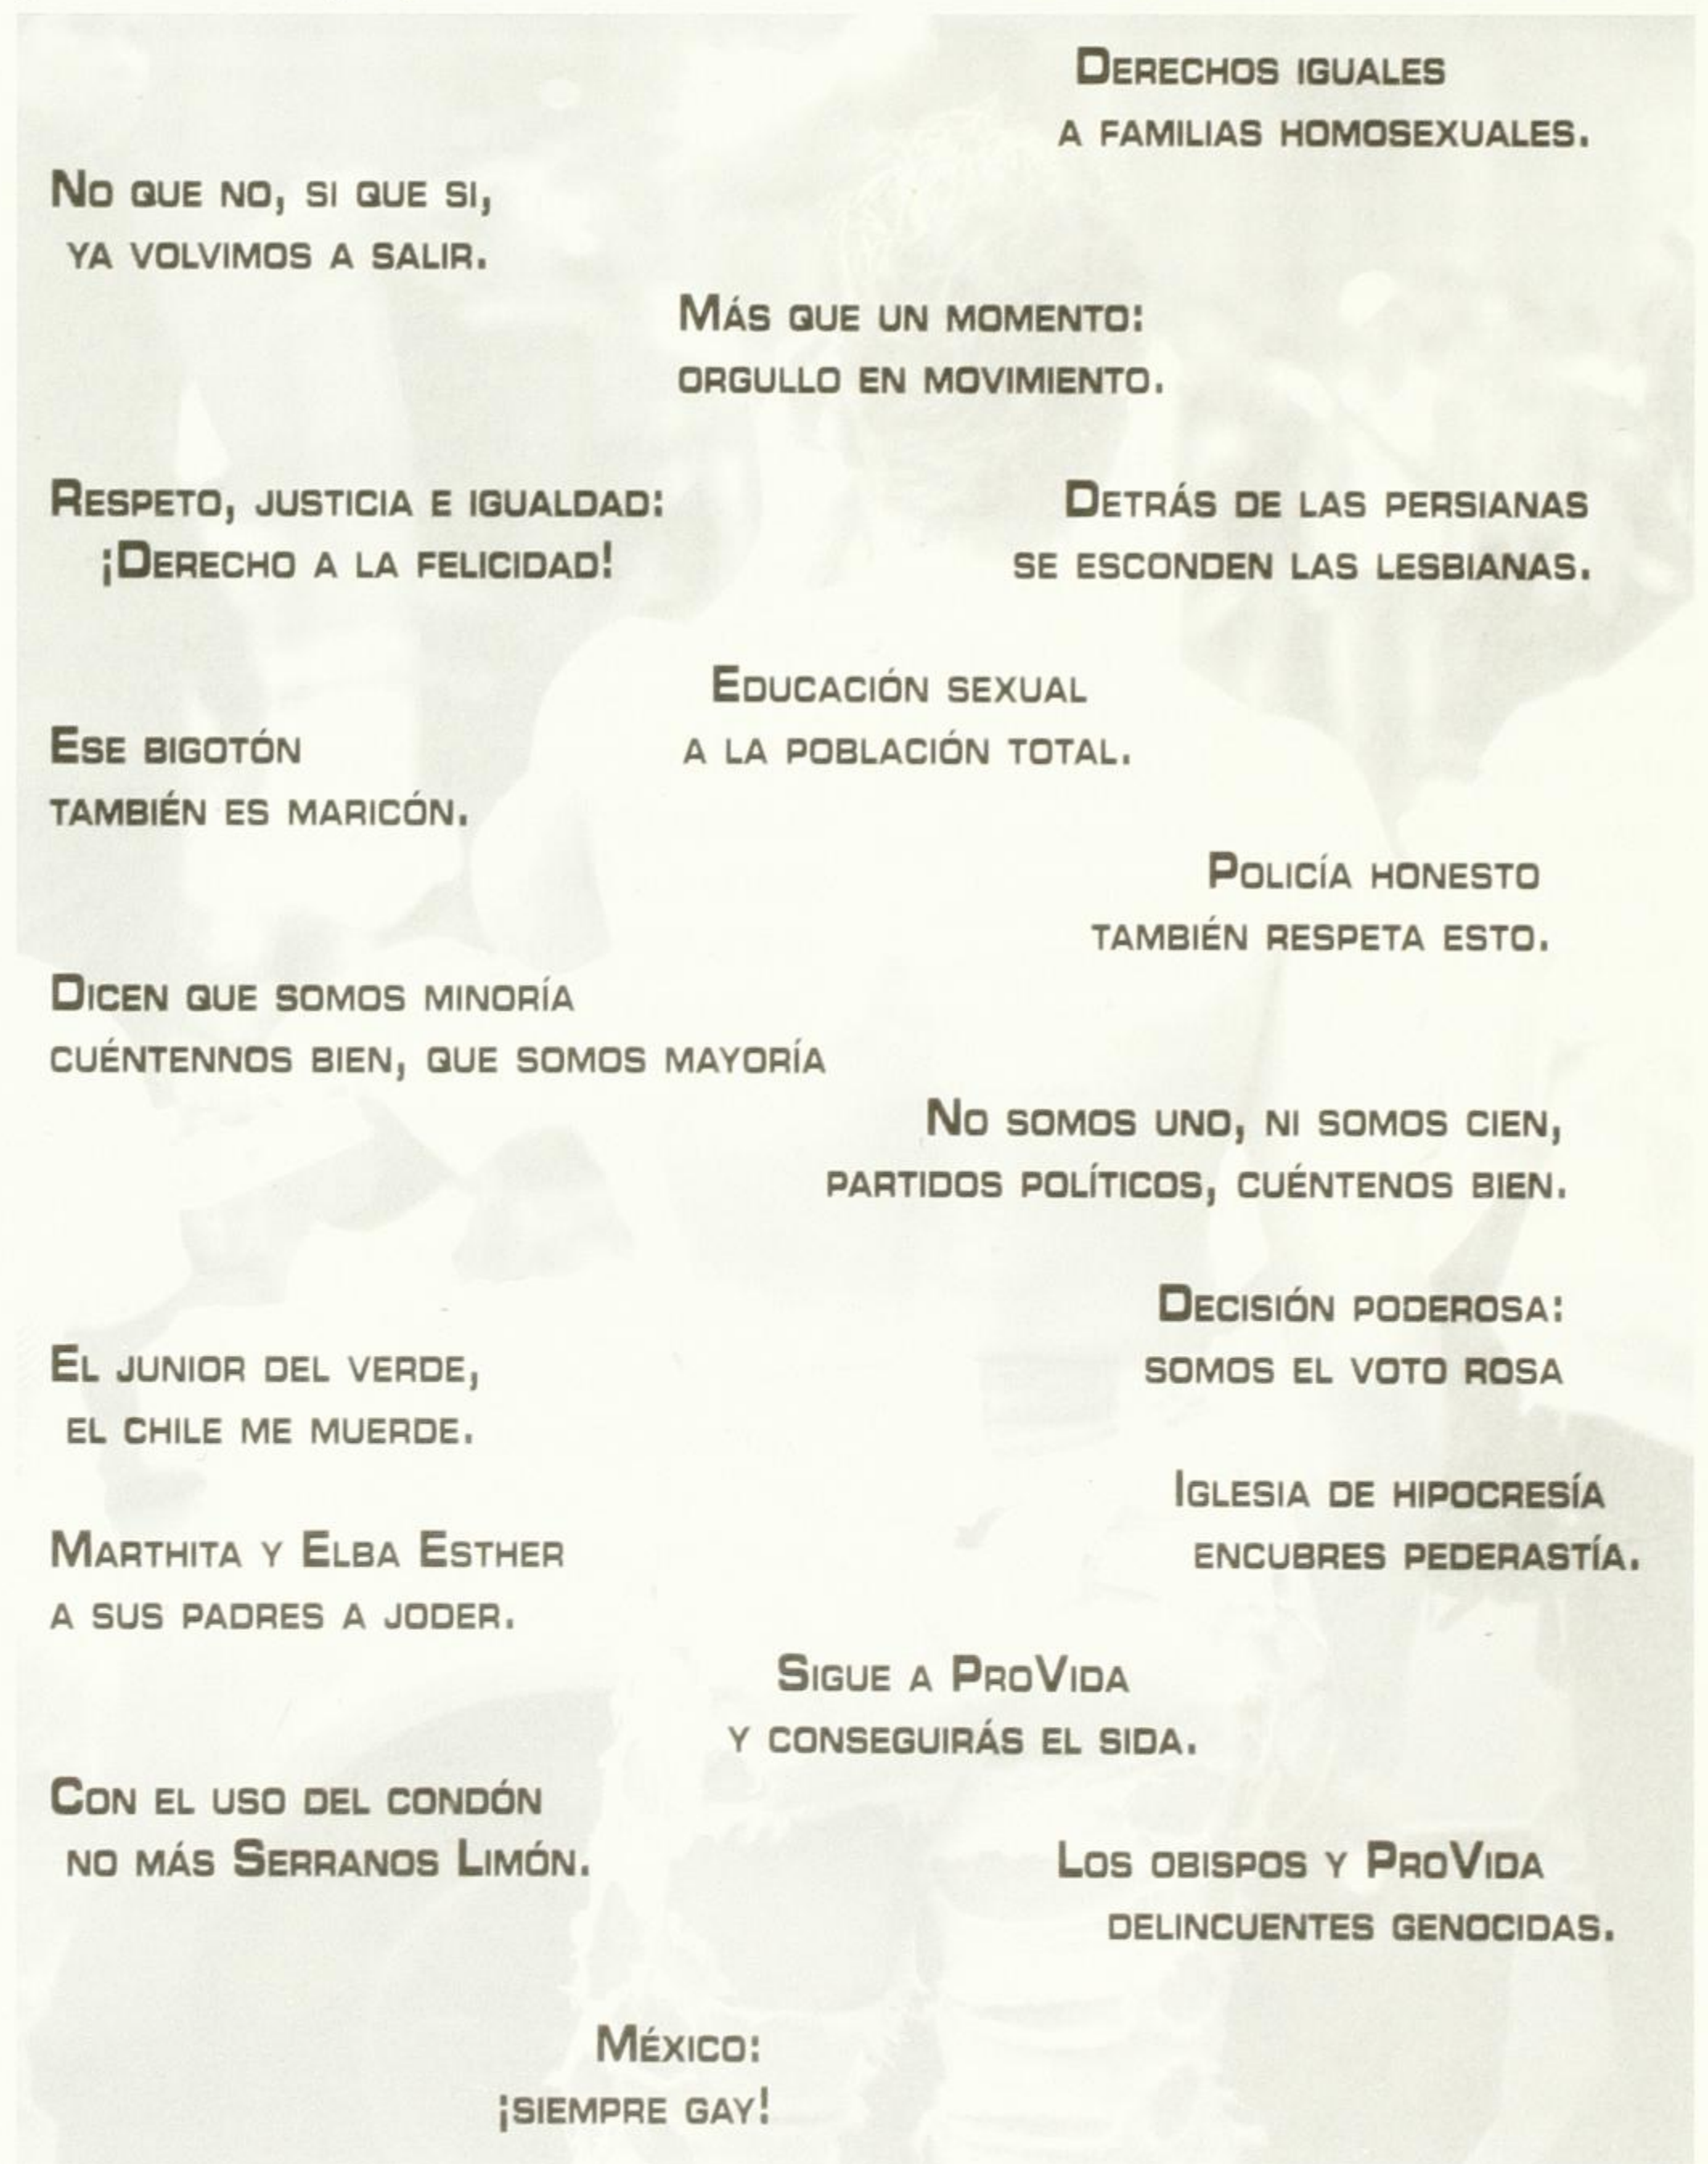 DERECHOS IGUALES
A FAMILIAS HOMOSEXUALES.
NO QUE NO, SI QUE SI,
YA VOLVIMOS A SALIR.
MÁS QUE UN MOMENTO:
ORGULLO EN MOVIMIENTO.
RESPETO, JUSTICIA E IGUALDAD:
¡DERECHO A LA FELICIDAD!
DETRÁS DE LAS PERSIANAS
SE ESCONDEN LAS LESBIANAS.
EDUCACIÓN SEXUAL
A LA POBLACIÓN TOTAL.
ESE BIGOTÓN
TAMBIÉN ES MARICÓN.
POLICÍA HONESTO
TAMBIÉN RESPETA ESTO.
DICEN QUE SOMOS MINORÍA
CUÉNTENNOS BIEN, QUE SOMOS MAYORÍA
NO SOMOS UNO, NI SOMOS CIEN,
PARTIDOS POLÍTICOS, CUÉNTENOS BIEN.
DECISIÓN PODEROSA:
SOMOS EL VOTO ROSA
EL JUNIOR DEL VERDE,
EL CHILE ME MUERDE.
IGLESIA DE HIPOCRESÍA
ENCUBRES PEDERASTÍA.
MARTHITA Y ELBA ESTHER
A SUS PADRES A JODER.
SIGUE A PROVIDA
Y CONSEGUIRÁS EL SIDA.
CON EL USO DEL CONDÓN
NO MÁS SERRANOS LIMÓN.
LOS OBISPOS Y PROVIDA
DELINCUENTES GENOCIDAS.
MÉXICO:
¡SIEMPRE GAY!